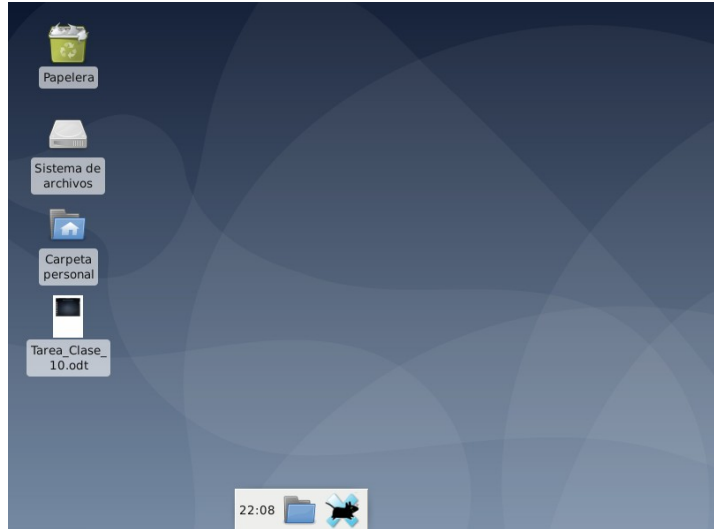 Papelera
Sistema de
archivos
Carpeta
personal
Tarea_Clase_
10.odt
22:08